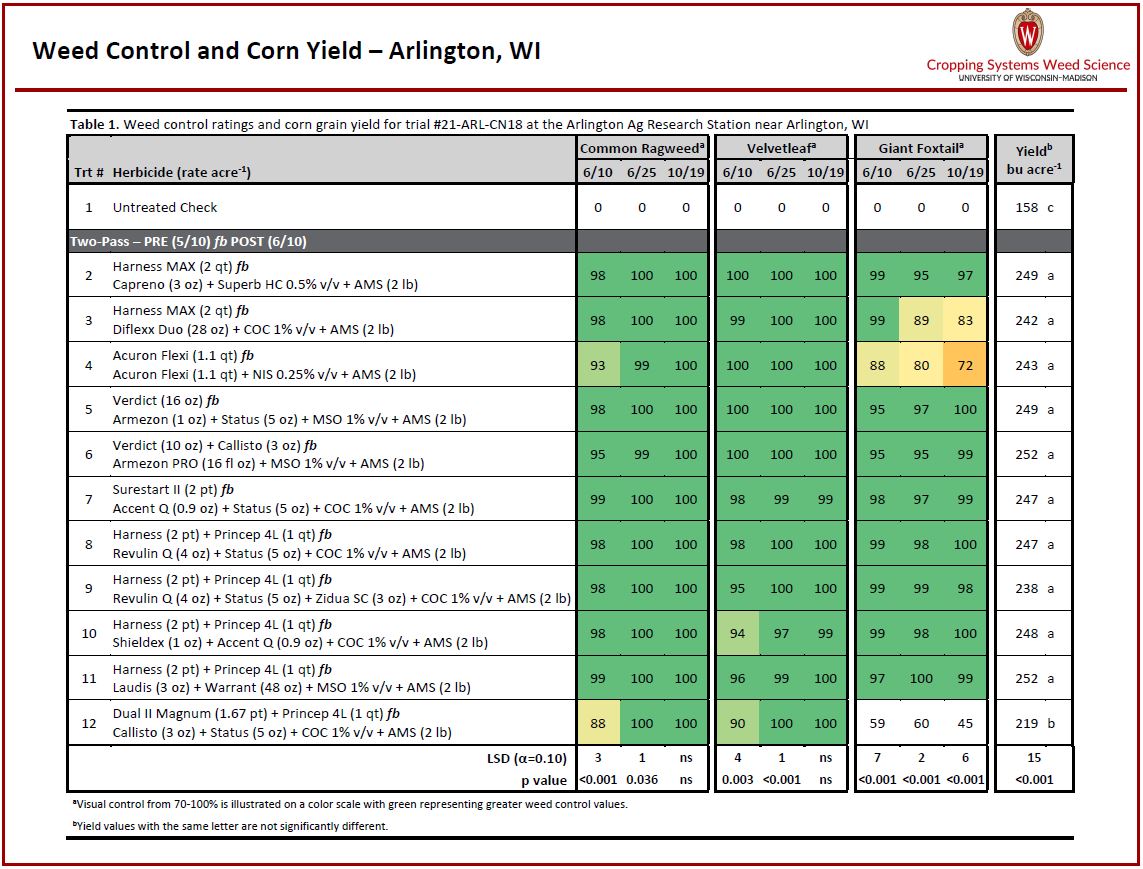 Weed Control and Corn Yield – Arlington, WI
W
Cropping Systems Weed Science
UNIVERSITY OF WISCONSIN–MADISON
Table 1. Weed control ratings and corn grain yield for trial #21-ARL-CN18 at the Arlington Ag Research Station near Arlington, WI
Common Ragweedᵃ Velvetleafᵃ Giant Foxtailᵃ Yieldᵇ
Trt # Herbicide (rate acre⁻¹) 6/10 6/25 10/19 6/10 6/25 10/19 6/10 6/25 10/19 bu acre⁻¹
1 Untreated Check 0 0 0 0 0 0 0 0 0 158 c
Two-Pass – PRE (5/10) fb POST (6/10)
2 Harness MAX (2 qt) fb
Capreno (3 oz) + Superb HC 0.5% v/v + AMS (2 lb) 98 100 100 100 100 100 99 95 97 249 a
3 Harness MAX (2 qt) fb
Diflexx Duo (28 oz) + COC 1% v/v + AMS (2 lb) 98 100 100 99 100 100 99 89 83 242 a
4 Acuron Flexi (1.1 qt) fb
Acuron Flexi (1.1 qt) + NIS 0.25% v/v + AMS (2 lb) 93 99 100 100 100 100 88 80 72 243 a
5 Verdict (16 oz) fb
Armezon (1 oz) + Status (5 oz) + MSO 1% v/v + AMS (2 lb) 98 100 100 100 100 100 95 97 100 249 a
6 Verdict (10 oz) + Callisto (3 oz) fb
Armezon PRO (16 fl oz) + MSO 1% v/v + AMS (2 lb) 95 99 100 100 100 100 95 95 99 252 a
7 Surestart II (2 pt) fb
Accent Q (0.9 oz) + Status (5 oz) + COC 1% v/v + AMS (2 lb) 99 100 100 98 99 99 98 97 99 247 a
8 Harness (2 pt) + Princep 4L (1 qt) fb
Revulin Q (4 oz) + Status (5 oz) + COC 1% v/v + AMS (2 lb) 98 100 100 98 100 100 99 98 100 247 a
9 Harness (2 pt) + Princep 4L (1 qt) fb
Revulin Q (4 oz) + Status (5 oz) + Zidua SC (3 oz) + COC 1% v/v + AMS (2 lb) 98 100 100 95 100 100 99 99 98 238 a
10 Harness (2 pt) + Princep 4L (1 qt) fb
Shieldex (1 oz) + Accent Q (0.9 oz) + COC 1% v/v + AMS (2 lb) 98 100 100 94 97 99 99 98 100 248 a
11 Harness (2 pt) + Princep 4L (1 qt) fb
Laudis (3 oz) + Warrant (48 oz) + MSO 1% v/v + AMS (2 lb) 99 100 100 96 99 100 97 100 99 252 a
12 Dual II Magnum (1.67 pt) + Princep 4L (1 qt) fb
Callisto (3 oz) + Status (5 oz) + COC 1% v/v + AMS (2 lb) 88 100 100 90 100 100 59 60 45 219 b
LSD (α=0.10) 3 1 ns 4 1 ns 7 2 6 15
p value <0.001 0.036 ns 0.003 <0.001 ns <0.001 <0.001 <0.001 <0.001
ᵃVisual control from 70-100% is illustrated on a color scale with green representing greater weed control values.
ᵇYield values with the same letter are not significantly different.